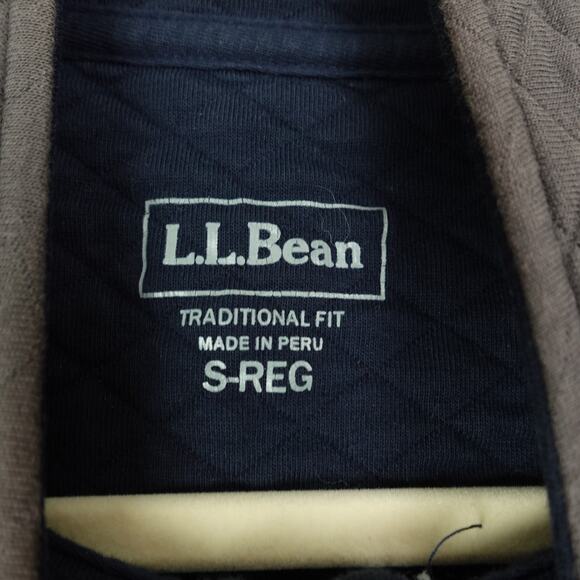 L.L.Bean
TRADITIONAL FIT
MADE IN PERU
S-REG